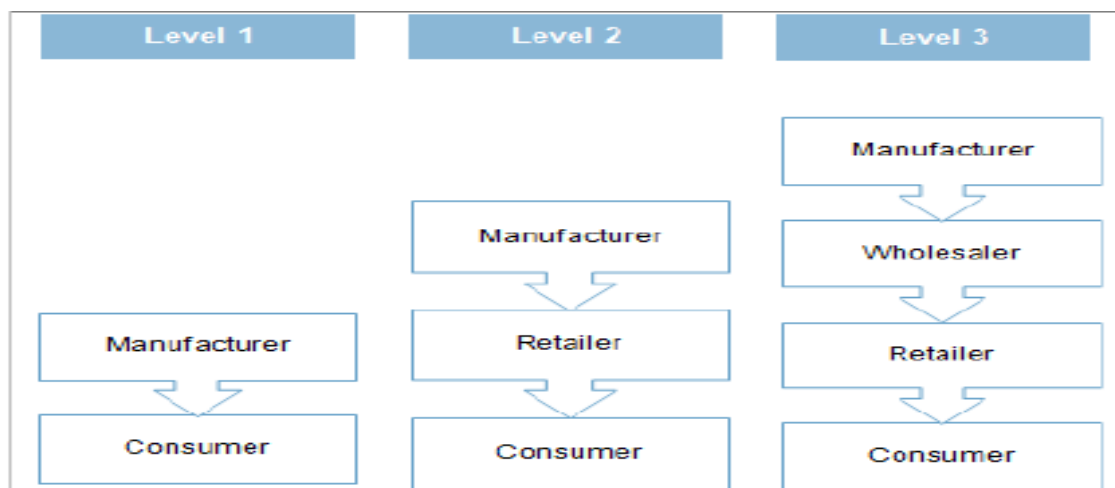 Level 1
Level 2
Level 3
Manufacturer
Consumer
Manufacturer
Retailer
Consumer
Manufacturer
Wholesaler
Retailer
Consumer